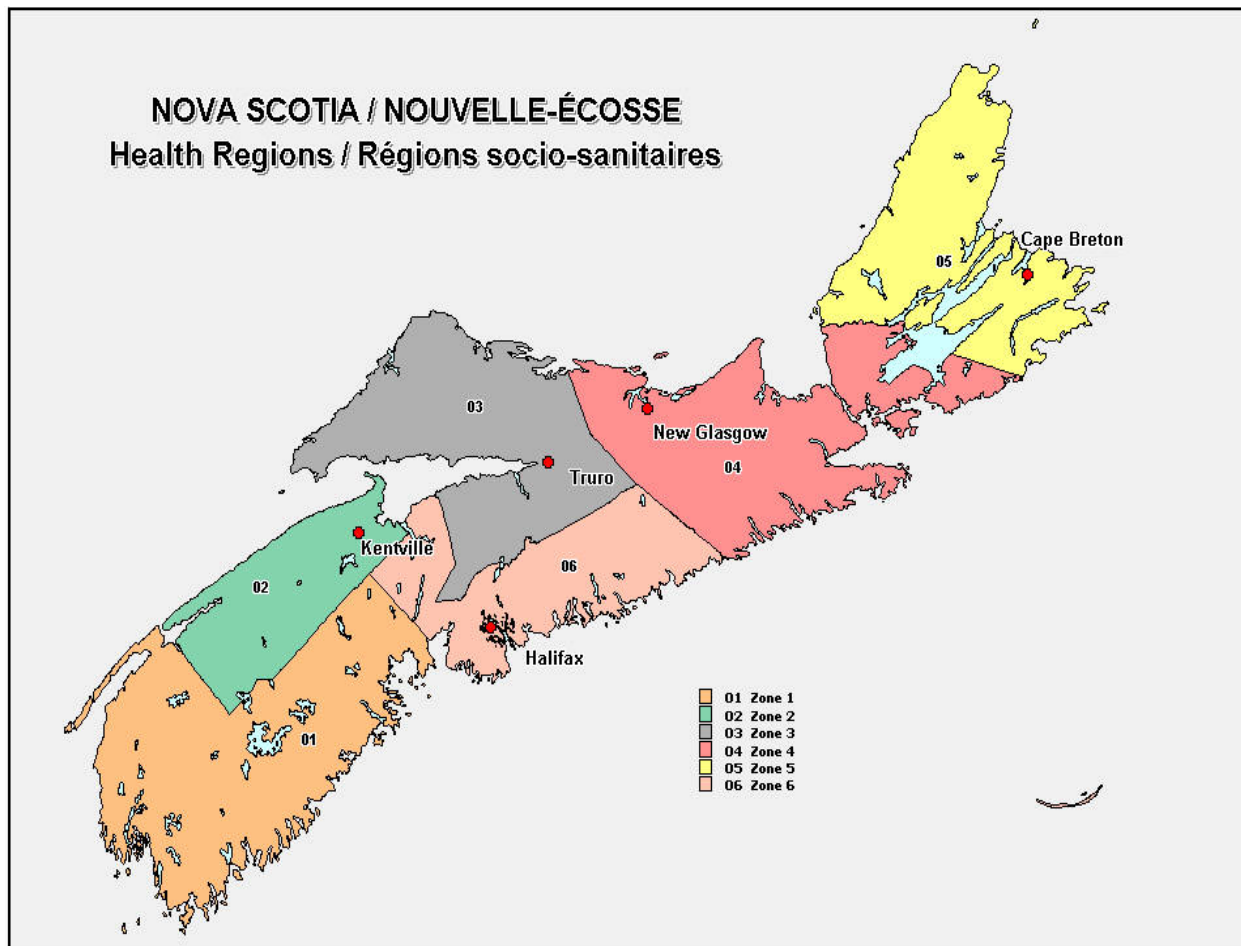 NOVA SCOTIA / NOUVELLE-ÉCOSSE
Health Regions / Régions socio-sanitaires
Cape Breton
05
03
New Glasgow
04
Truro
Kentville
06
02
Halifax
01
01 Zone 1
02 Zone 2
03 Zone 3
04 Zone 4
05 Zone 5
06 Zone 6